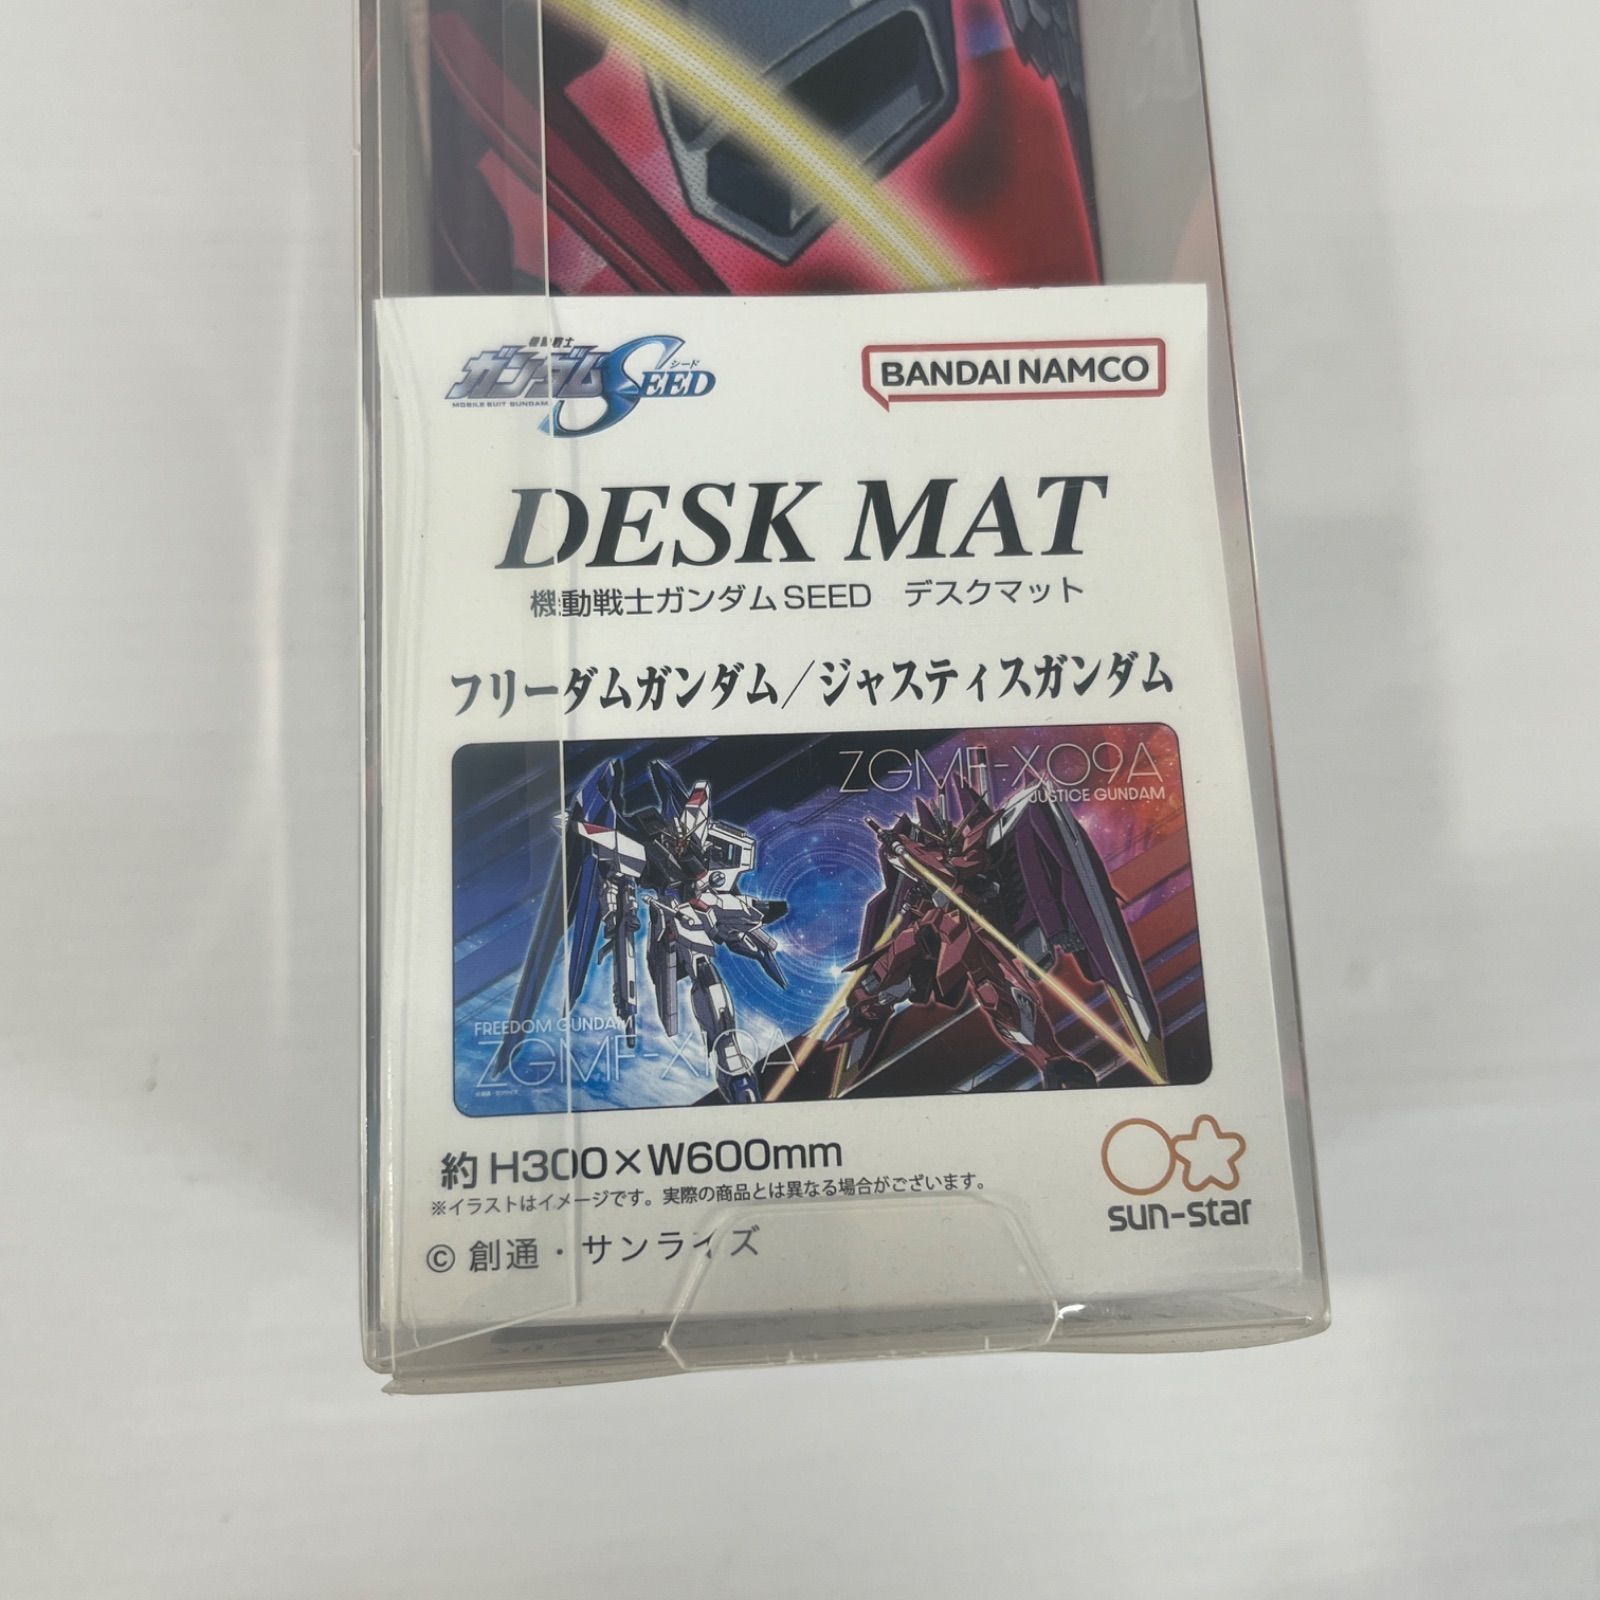 機動戦士
ガンダムSEED
シード
MOBILE SUIT GUNDAM
BANDAI NAMCO
DESK MAT
機動戦士ガンダムSEED デスクマット
フリーダムガンダム/ジャスティスガンダム
ZGMF-X09A
JUSTICE GUNDAM
FREEDOM GUNDAM
ZGMF-X10A
約 H300×W600mm
※イラストはイメージです。実際の商品とは異なる場合がございます。
© 創通・サンライズ
sun-star